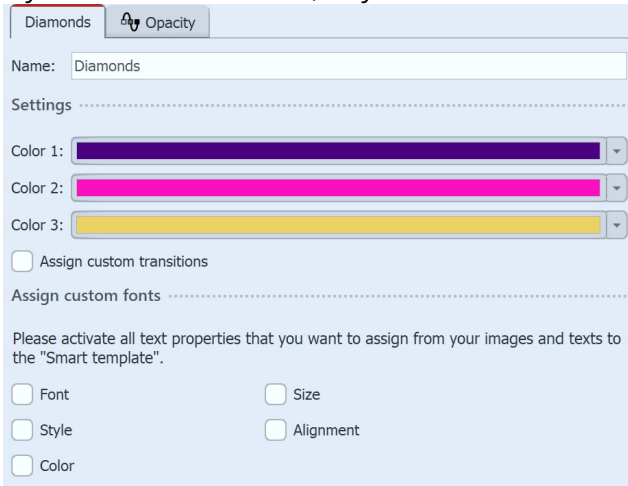 Diamonds
Opacity
Name: Diamonds
Settings
Color 1:
Color 2:
Color 3:
Assign custom transitions
Assign custom fonts
Please activate all text properties that you want to assign from your images and texts to
the "Smart template".
Font
Size
Style
Alignment
Color